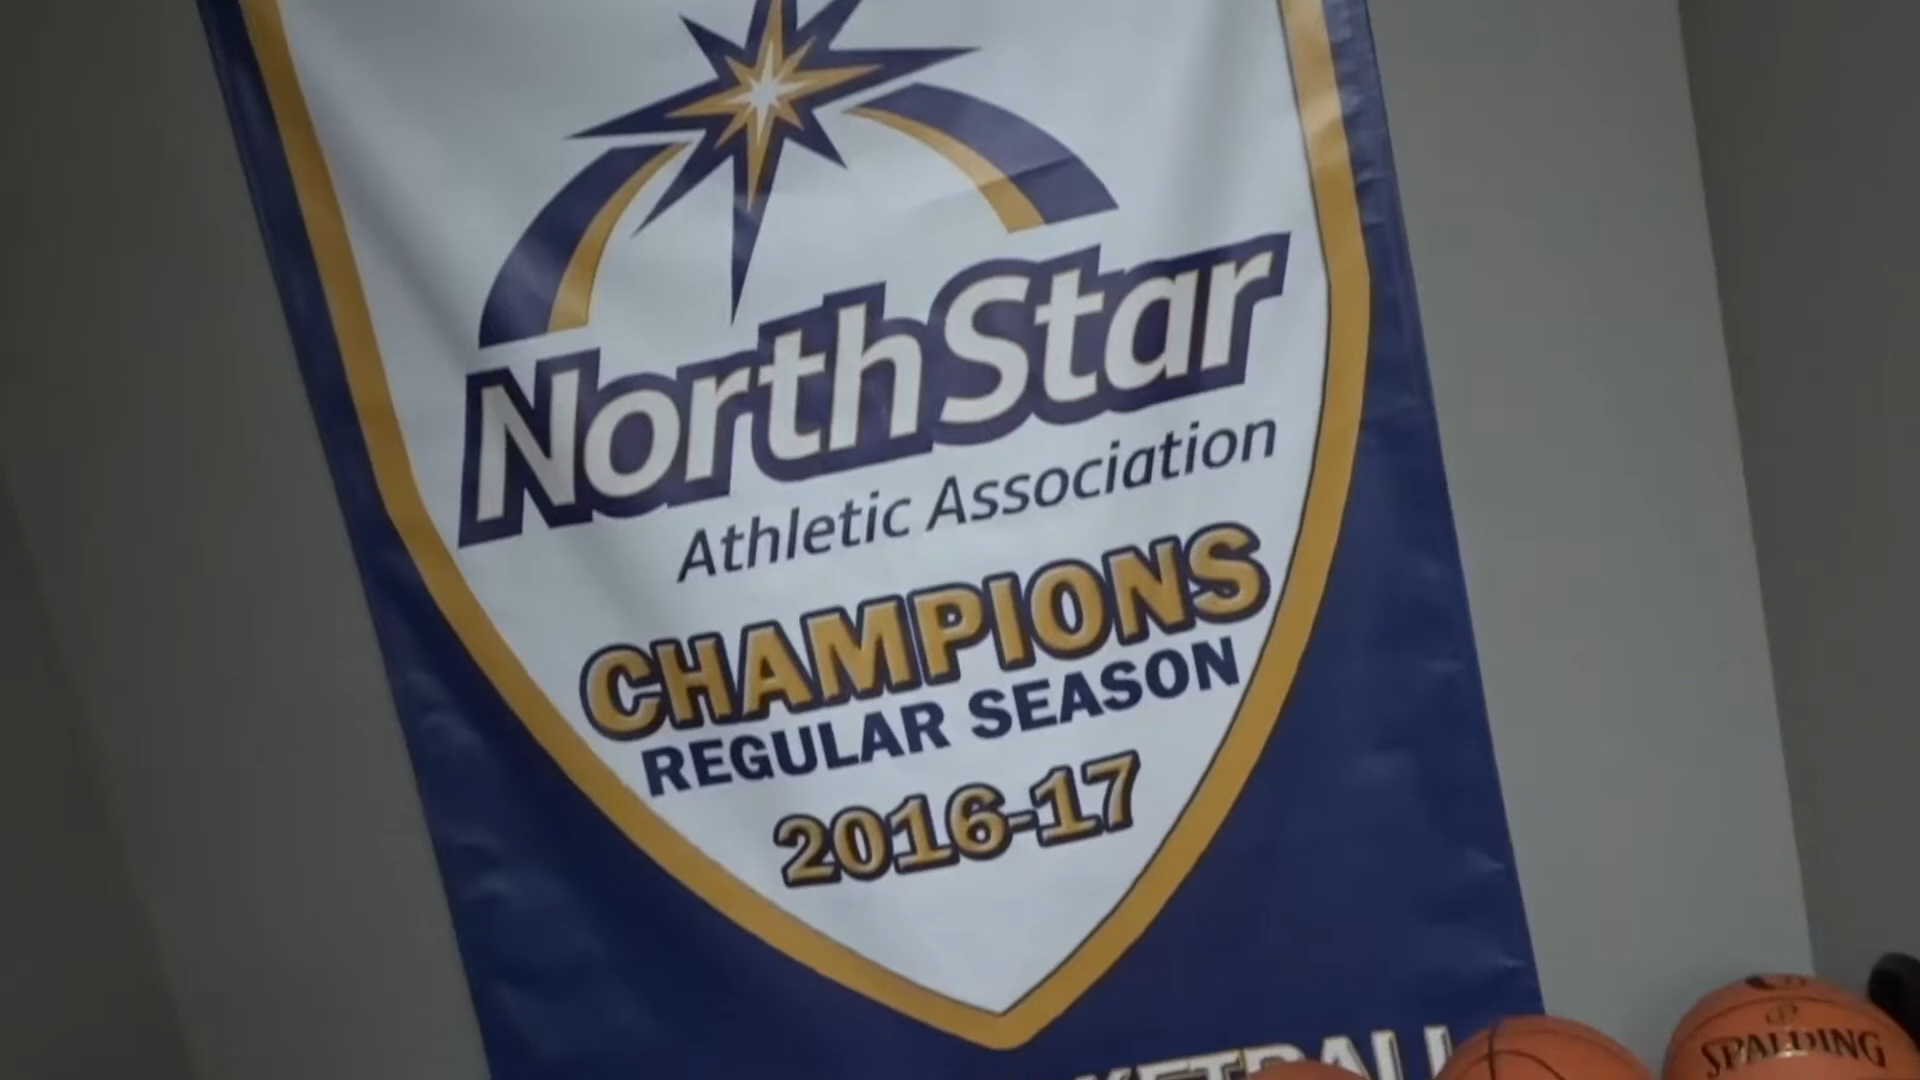 NorthStar
Athletic Association
CHAMPIONS
REGULAR SEASON
2016-17
SPALDING